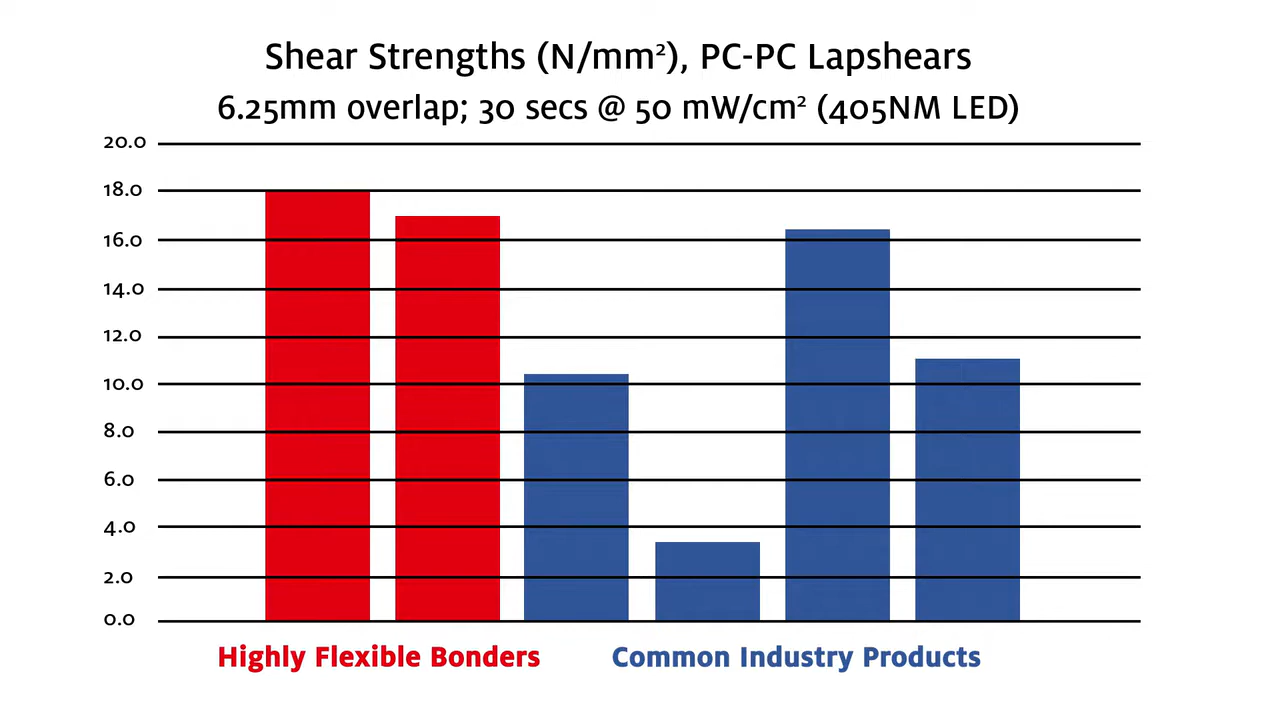 Shear Strengths (N/mm²), PC-PC Lapshears
6.25mm overlap; 30 secs @ 50 mW/cm² (405NM LED)
20.0
18.0
16.0
14.0
12.0
10.0
8.0
6.0
4.0
2.0
0.0
Highly Flexible Bonders
Common Industry Products